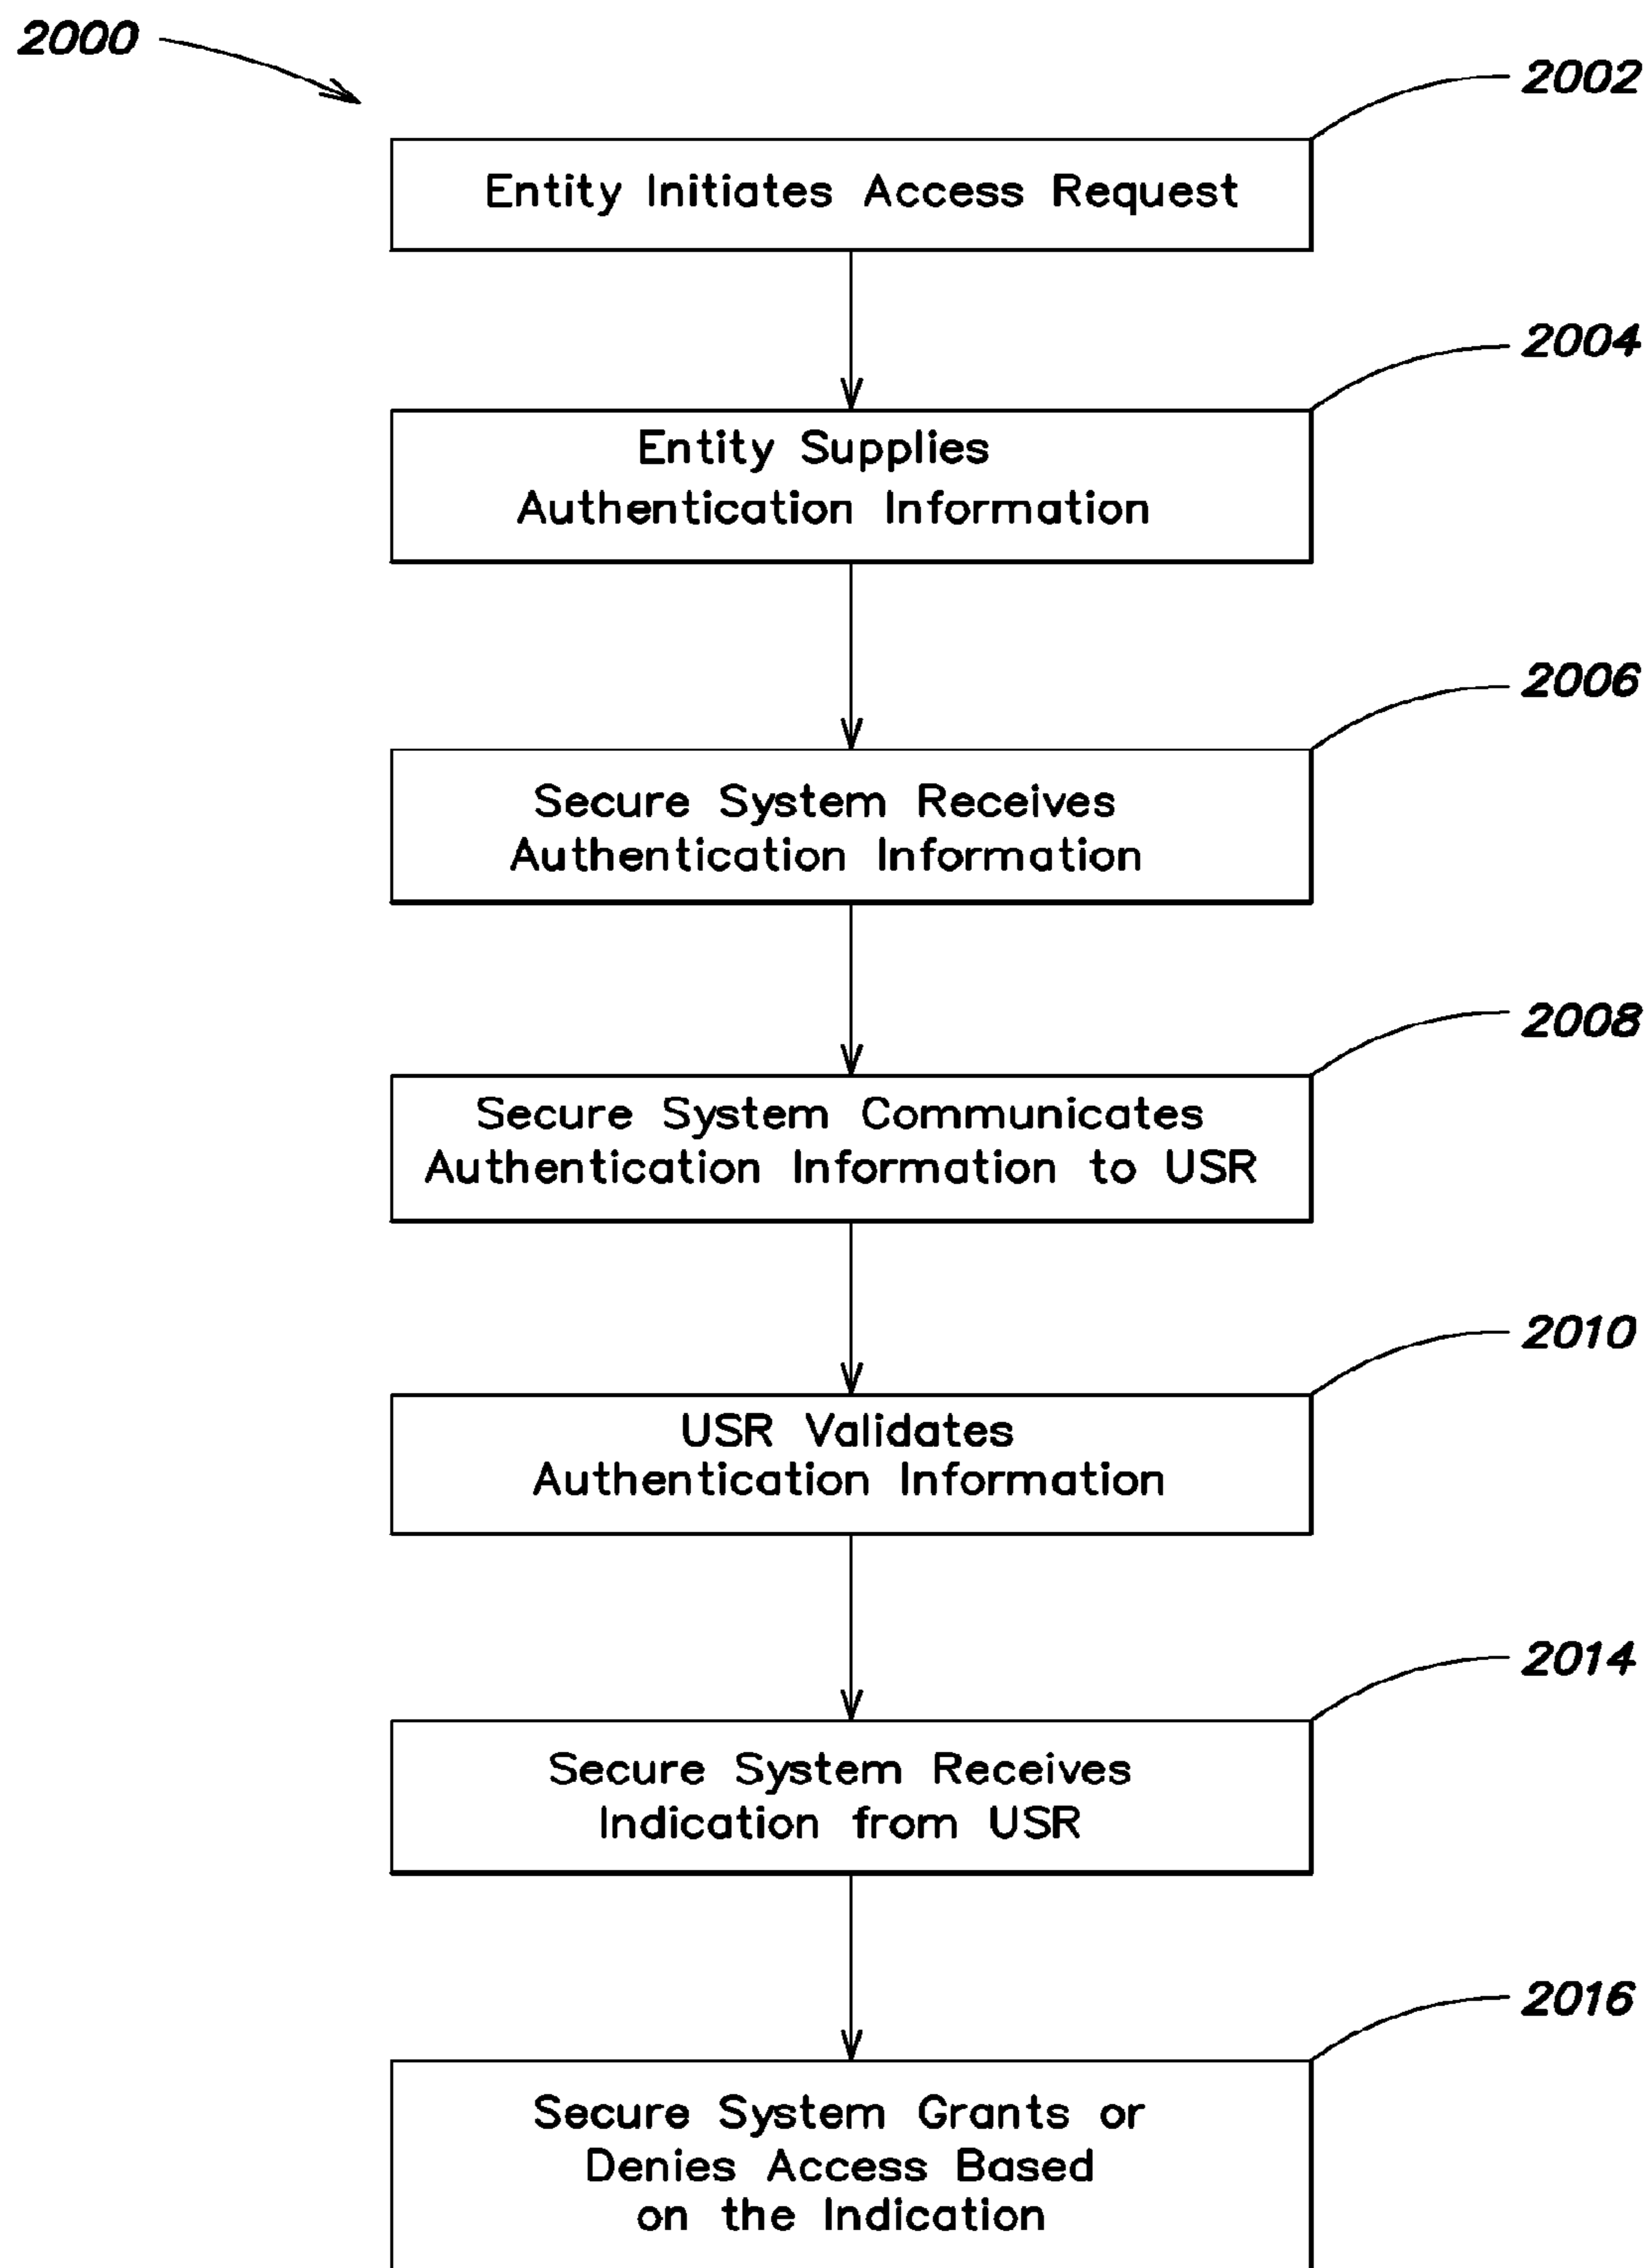 2000
2002
Entity Initiates Access Request
2004
Entity Supplies
Authentication Information
2006
Secure System Receives
Authentication Information
2008
Secure System Communicates
Authentication Information to USR
2010
USR Validates
Authentication Information
2014
Secure System Receives
Indication from USR
2016
Secure System Grants or
Denies Access Based
on the Indication